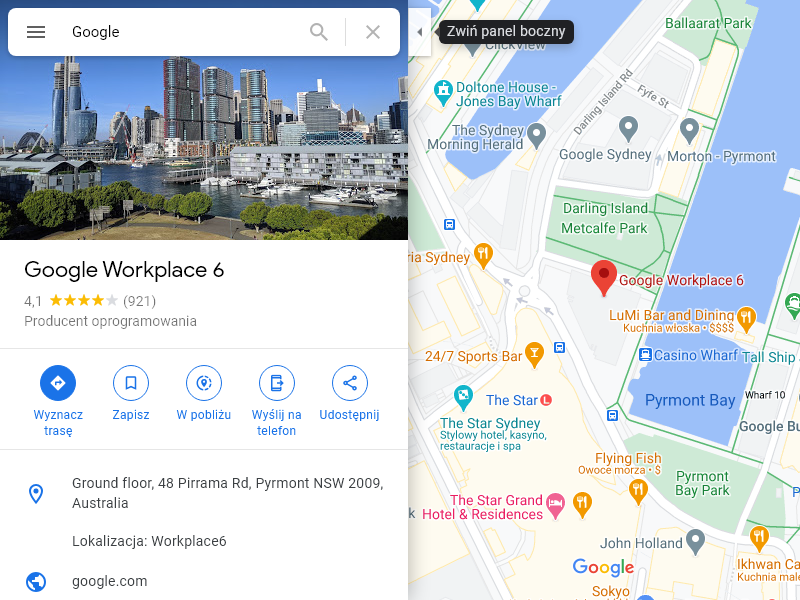 Google
Zwiń panel boczny
Google Workplace 6
4,1
(921)
Producent oprogramowania
Wyznacz
trasę
Zapisz
W pobliżu
Wyślij na
telefon
Udostępnij
Ground floor, 48 Pirrama Rd, Pyrmont NSW 2009,
Australia
Lokalizacja: Workplace6
google.com
Ballaarat Park
ClickView
Doltone House -
Jones Bay Wharf
Darling Island Rd
Fyfe St
The Sydney
Morning Herald
Google Sydney
Morton - Pyrmont
Darling Island
Metcalfe Park
ria Sydney
Google Workplace 6
LuMi Bar and Dining
Kuchnia włoska • $$$$
24/7 Sports Bar
Casino Wharf
Tall Ship
The Star
L
Pyrmont Bay
Wharf 10
The Star Sydney
Stylowy hotel, kasyno,
restauracje i spa
Google Bu
Flying Fish
Owoce morza • $
Pyrmont
Bay Park
The Star Grand
Hotel & Residences
k
John Holland
Google
Ikhwan Ca
Kuchnia male
Sokyo